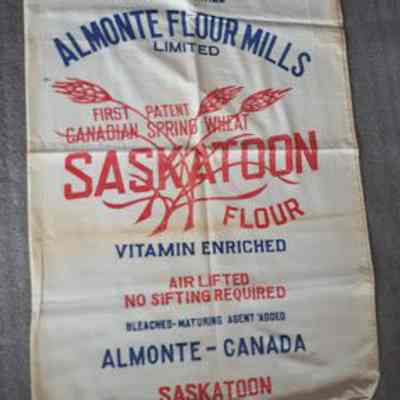 ALMONTE FLOUR MILLS
LIMITED
FIRST PATENT
CANADIAN SPRING WHEAT
SASKATOON
FLOUR
VITAMIN ENRICHED
AIR LIFTED
NO SIFTING REQUIRED
BLEACHED-MATURING AGENT ADDED
ALMONTE - CANADA
SASKATOON